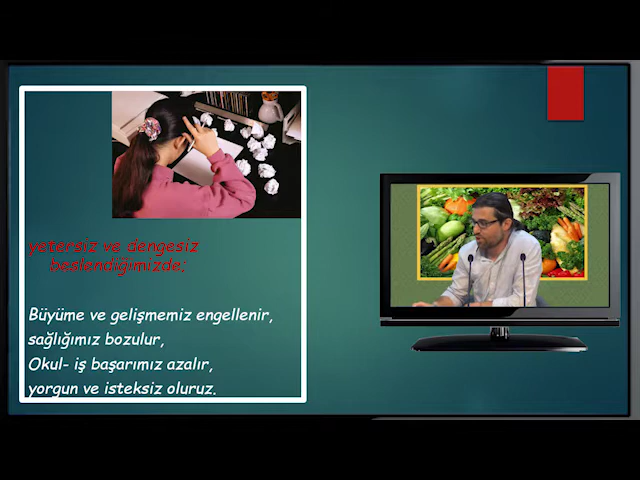 yetersiz ve dengesiz
beslendiğimizde;
Büyüme ve gelişmemiz engellenir,
sağlığımız bozulur,
Okul- iş başarımız azalır,
yorgun ve isteksiz oluruz.